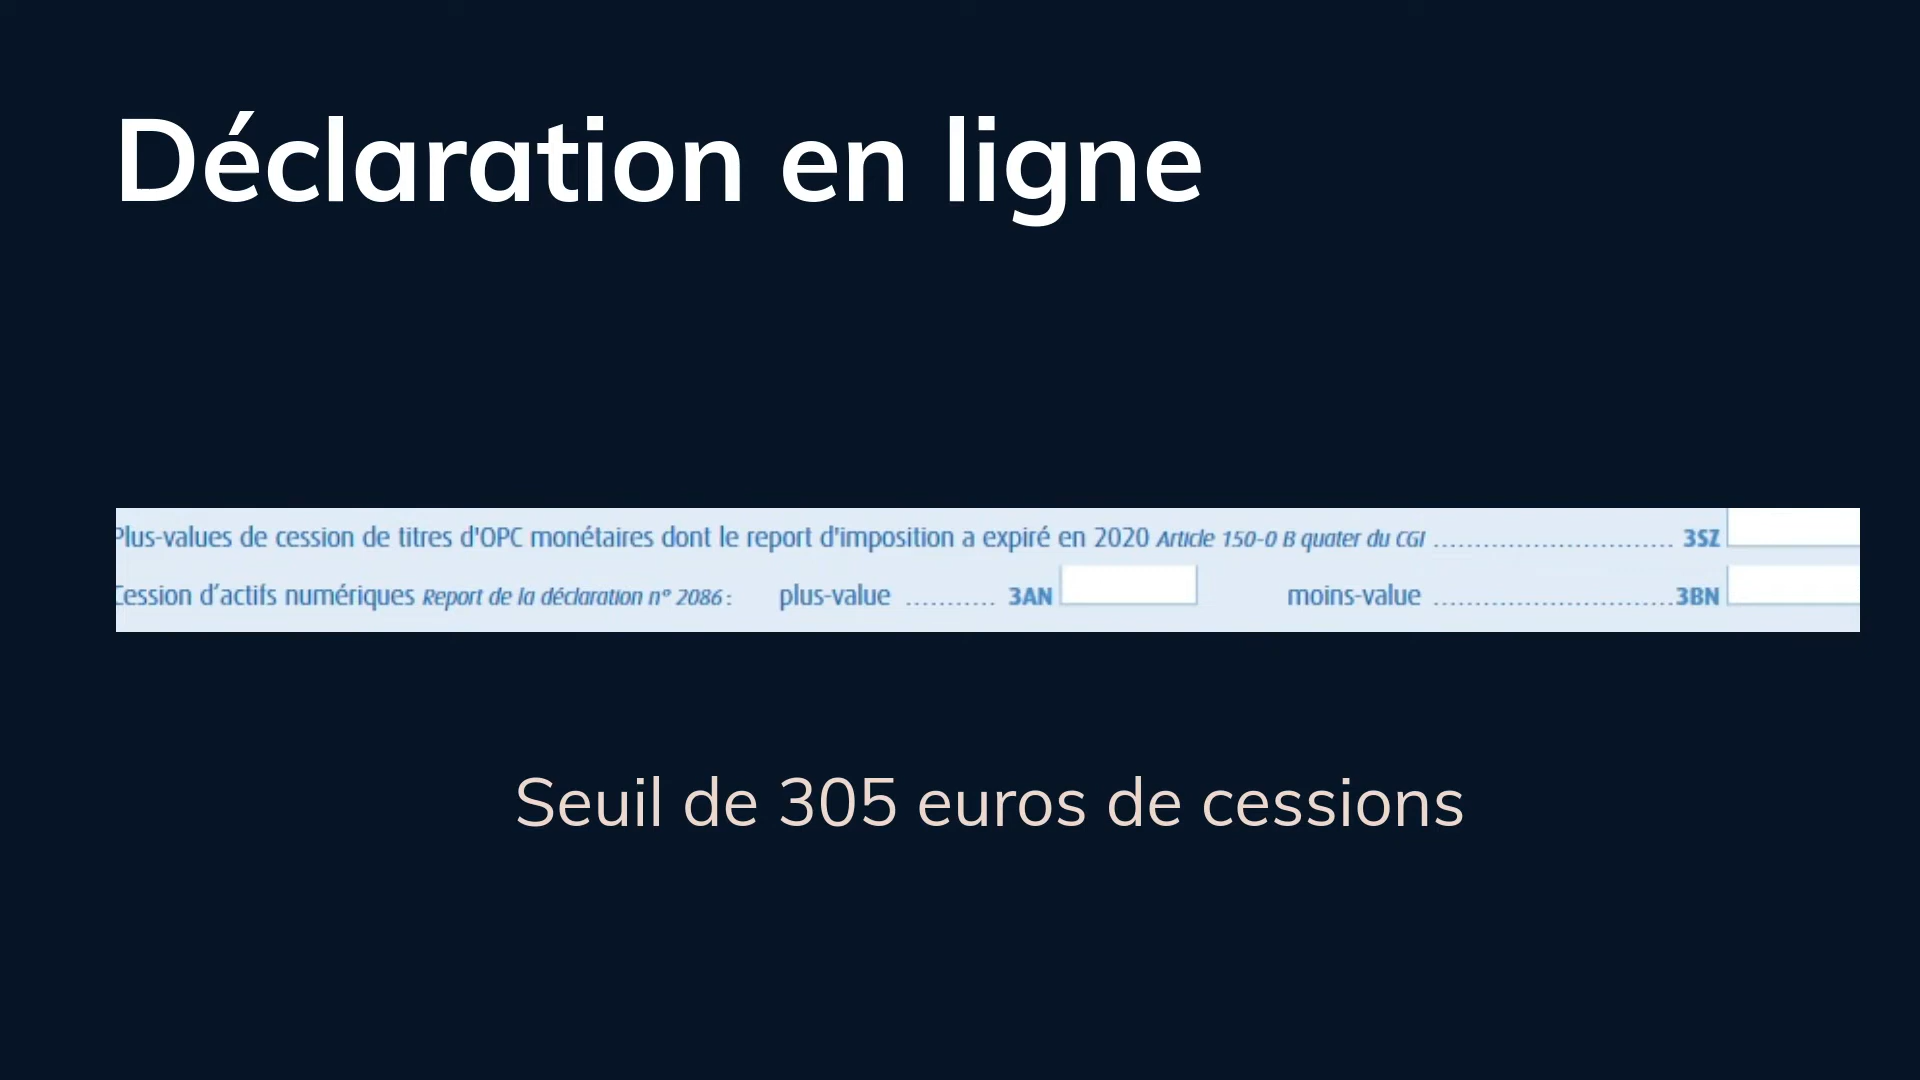 Déclaration en ligne
Plus-values de cession de titres d'OPC monétaires dont le report d'imposition a expiré en 2020 Article 150-0 B quater du CGI .............................. 3SZ
Cession d’actifs numériques Report de la déclaration n° 2086 : plus-value ........... 3AN moins-value .............................. 3BN
Seuil de 305 euros de cessions